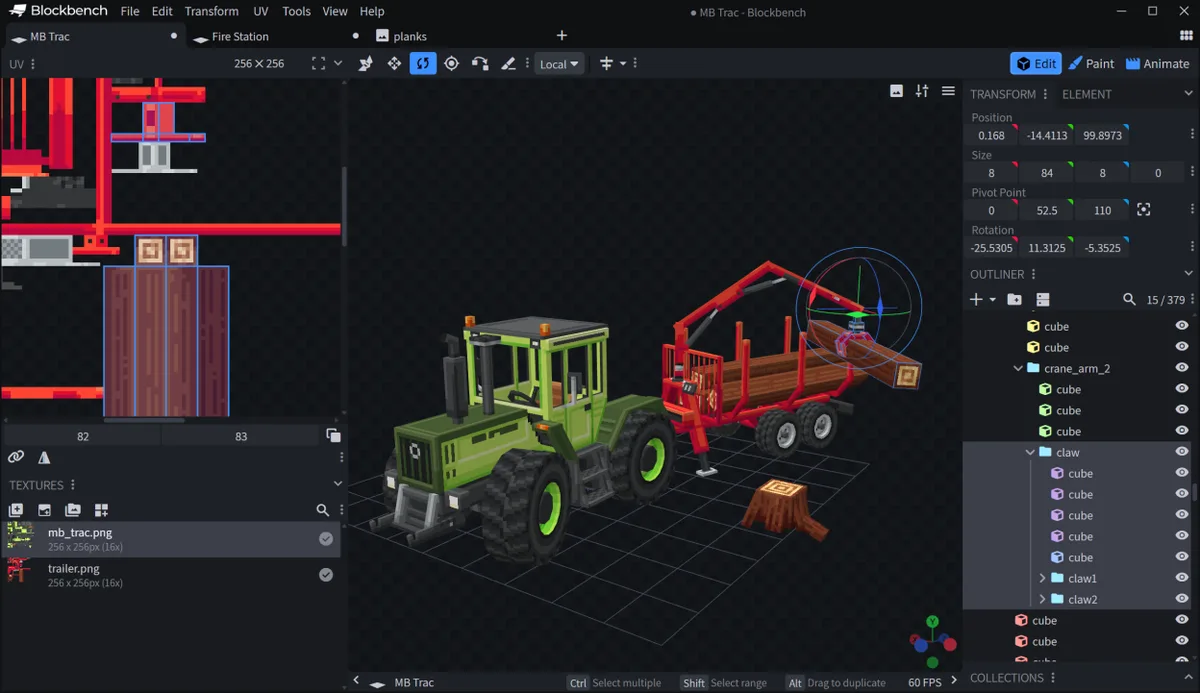 Blockbench File Edit Transform UV Tools View Help
● MB Trac - Blockbench
MB Trac
Fire Station
planks
UV
256 × 256
Local
Edit
Paint
Animate
TRANSFORM
ELEMENT
Position
0.168 -14.4113 99.8973
Size
8 84 8 0
Pivot Point
0 52.5 110
Rotation
-25.5305 11.3125 -5.3525
OUTLINER
15 / 379
cube
cube
crane_arm_2
cube
cube
cube
claw
cube
cube
cube
cube
cube
claw1
claw2
cube
cube
cube
COLLECTIONS
82 83
TEXTURES
mb_trac.png
256 x 256px (16x)
trailer.png
256 x 256px (16x)
Y
MB Trac
Ctrl Select multiple
Shift Select range
Alt Drag to duplicate
60 FPS